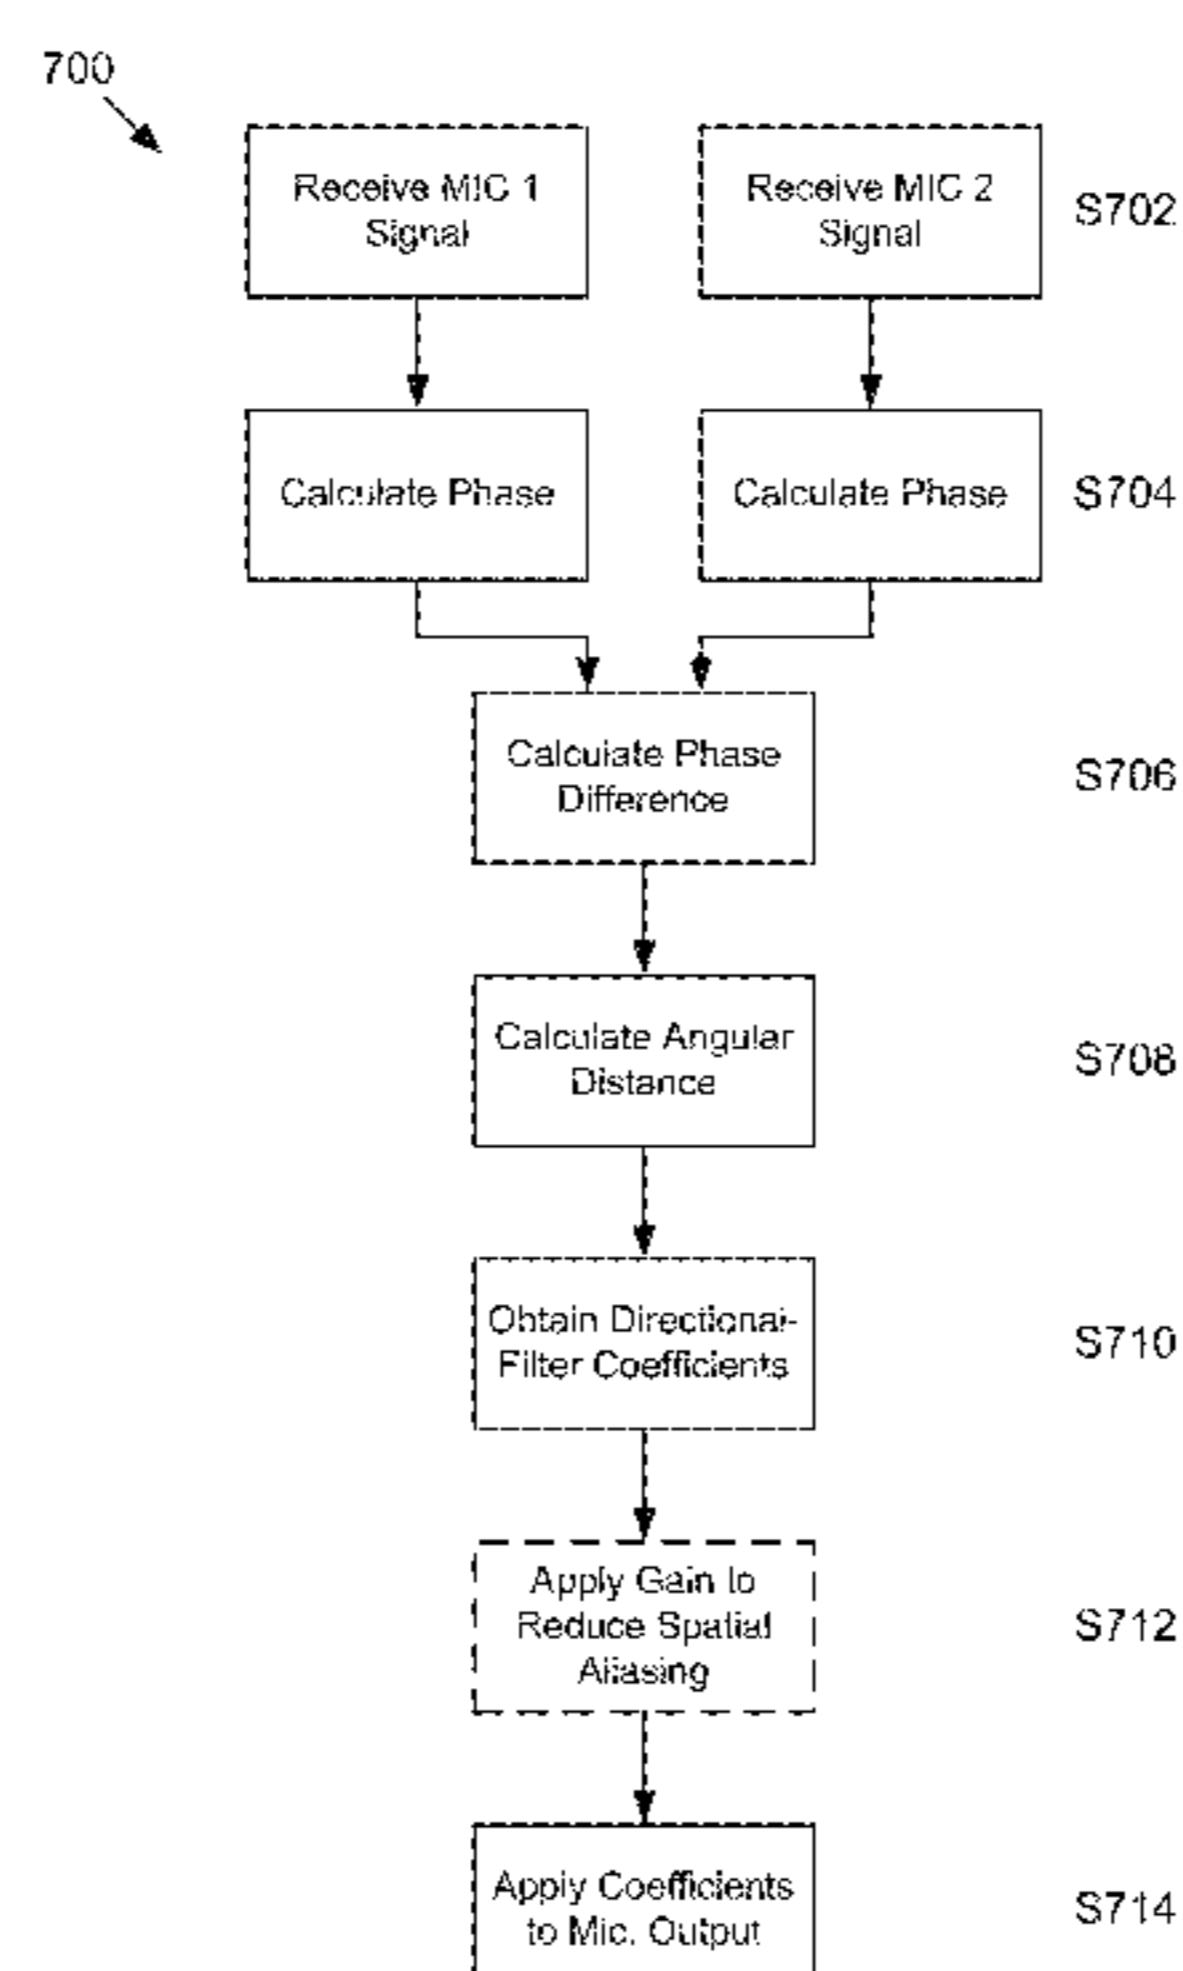 700
Receive MIC 1
Signal
Receive MIC 2
Signal
S702
Calculate Phase
Calculate Phase
S704
Calculate Phase
Difference
S706
Calculate Angular
Distance
S708
Obtain Directional-
Filter Coefficients
S710
Apply Gain to
Reduce Spatial
Aliasing
S712
Apply Coefficients
to Mic. Output
S714